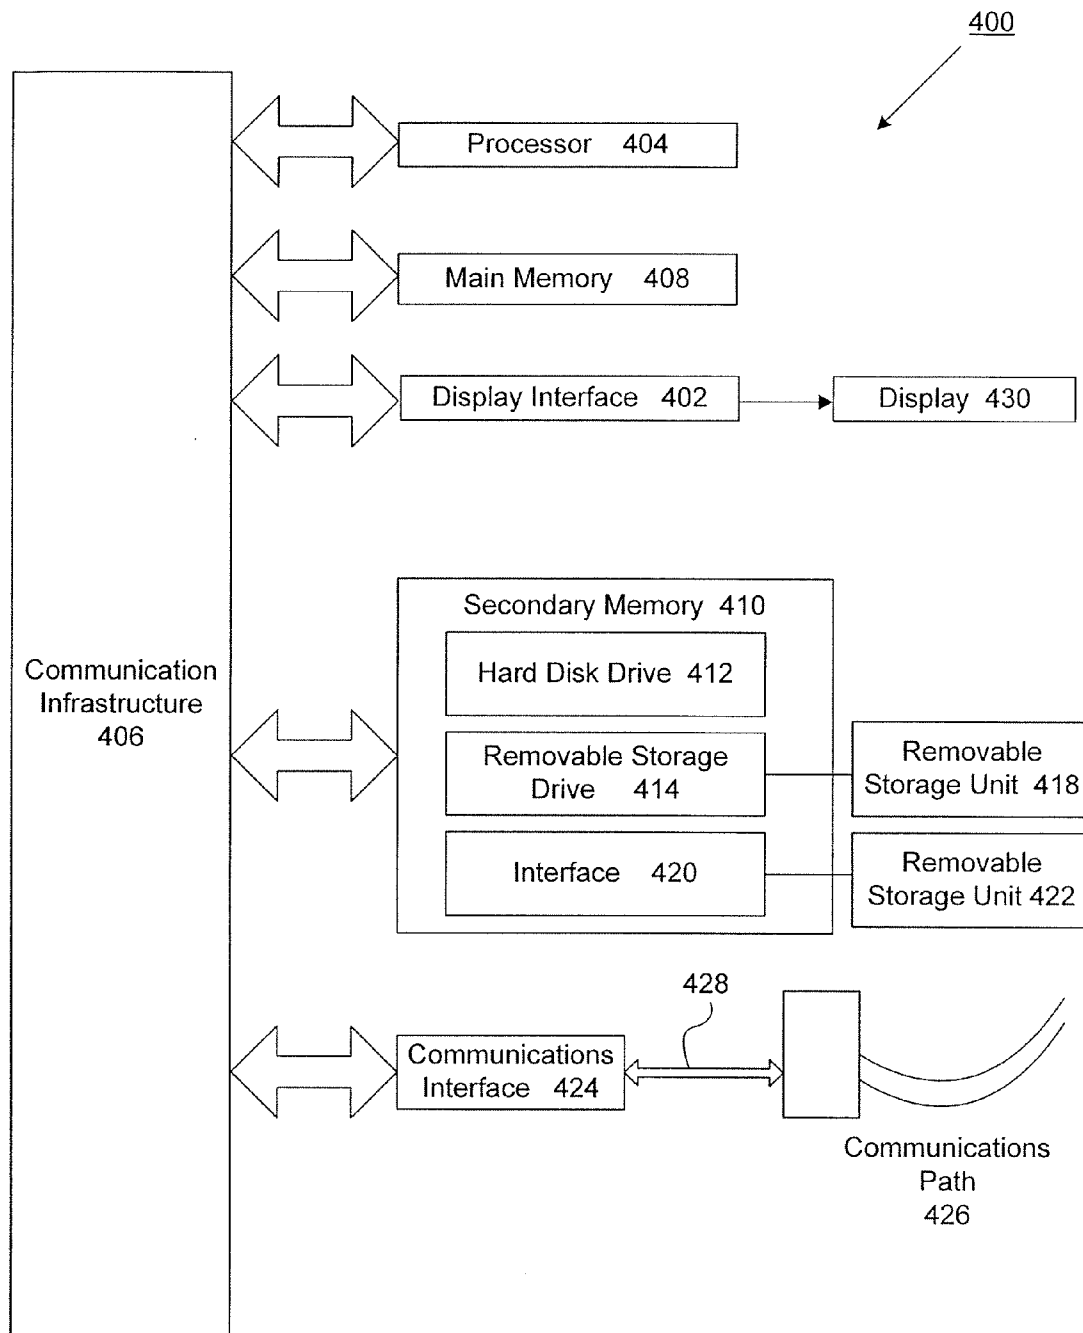 400
Processor 404
Main Memory 408
Display Interface 402
Display 430
Secondary Memory 410
Hard Disk Drive 412
Communication
Infrastructure
406
Removable Storage
Drive 414
Removable
Storage Unit 418
Interface 420
Removable
Storage Unit 422
428
Communications
Interface 424
Communications
Path
426